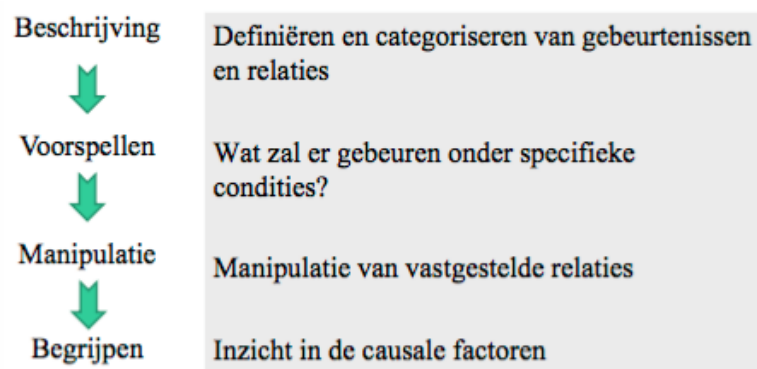 Beschrijving
Definiëren en categoriseren van gebeurtenissen
en relaties
Voorspellen
Wat zal er gebeuren onder specifieke
condities?
Manipulatie
Manipulatie van vastgestelde relaties
Begrijpen
Inzicht in de causale factoren